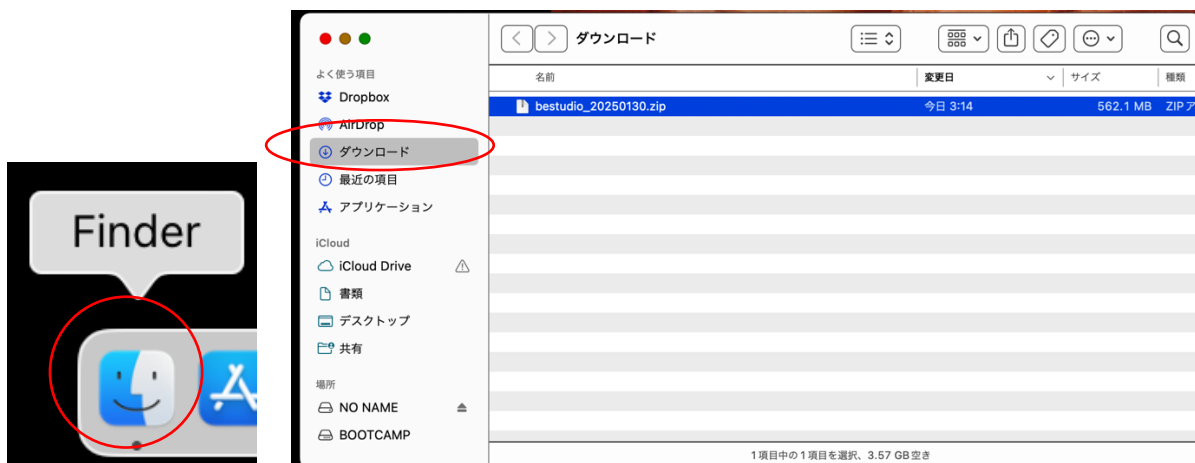 Finder
ダウンロード
よく使う項目
Dropbox
AirDrop
ダウンロード
最近の項目
アプリケーション
iCloud
iCloud Drive
書類
デスクトップ
共有
場所
NO NAME
BOOTCAMP
名前 変更日 サイズ 種類
bestudio_20250130.zip 今日 3:14 562.1 MB ZIPア
1項目中の1項目を選択、3.57 GB空き